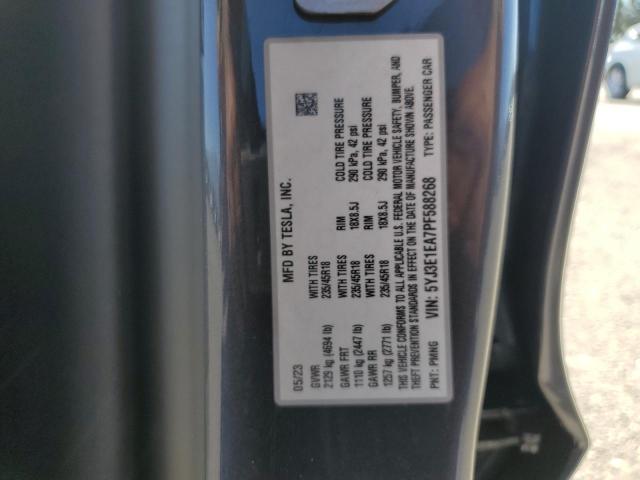 MFD BY TESLA, INC.
05/23
GVWR WITH TIRES RIM COLD TIRE PRESSURE
2129 kg (4694 lb) 235/45R18 18X8.5J 290 kPa, 42 psi
GAWR FRT WITH TIRES RIM COLD TIRE PRESSURE
1110 kg (2447 lb) 235/45R18 18X8.5J 290 kPa, 42 psi
GAWR RR
1257 kg (2771 lb)
THIS VEHICLE CONFORMS TO ALL APPLICABLE U.S. FEDERAL MOTOR VEHICLE SAFETY, BUMPER, AND
THEFT PREVENTION STANDARDS IN EFFECT ON THE DATE OF MANUFACTURE SHOWN ABOVE.
VIN: 5YJ3E1EA7PF588268
PNT: PMNG TYPE: PASSENGER CAR